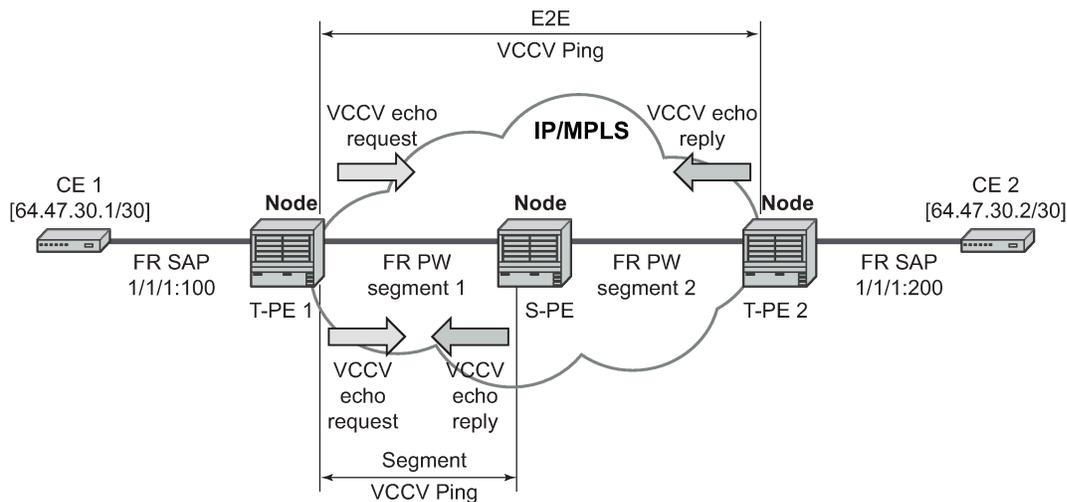 E2E
VCCV Ping
VCCV echo
request
IP/MPLS
VCCV echo
reply
CE 1
[64.47.30.1/30]
Node
Node
Node
CE 2
[64.47.30.2/30]
FR SAP
1/1/1:100
FR PW
segment 1
FR PW
segment 2
FR SAP
1/1/1:200
T-PE 1
S-PE
T-PE 2
VCCV
echo
request
VCCV
echo
reply
Segment
VCCV Ping